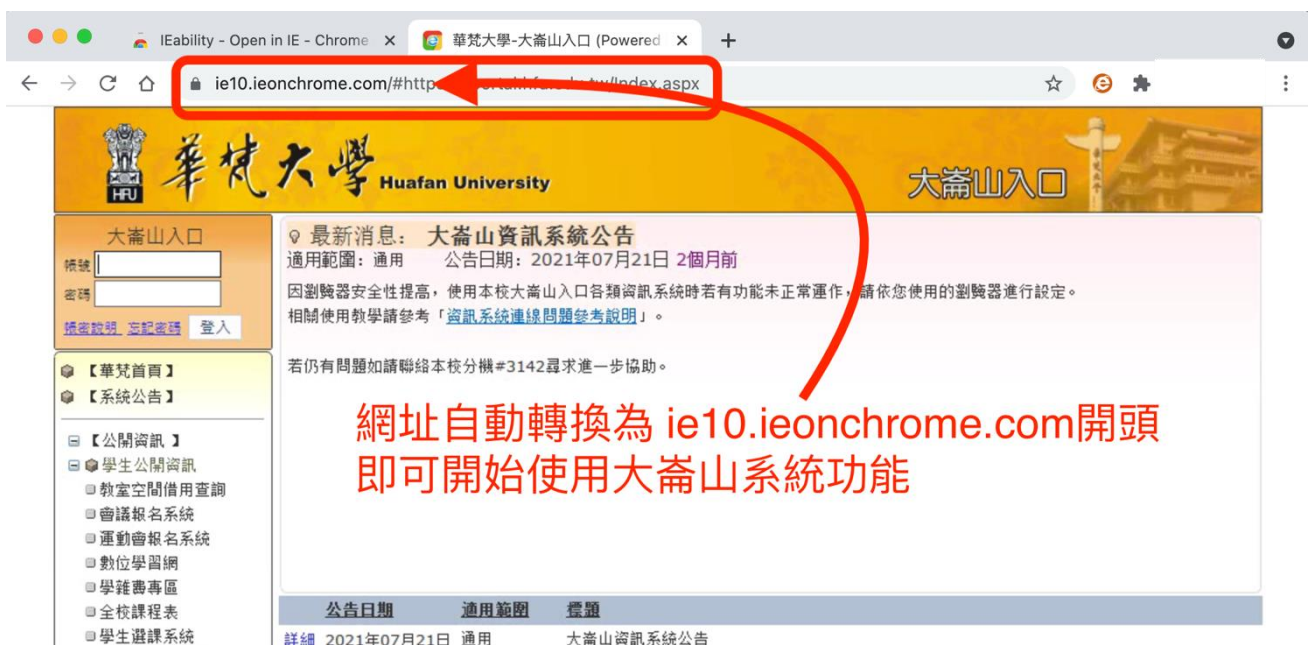 IEability - Open in IE - Chrome
華梵大學-大崙山入口 (Powered
ie10.ieonchrome.com/#http
/Index.aspx
華梵大學 Huafan University
HFU
大崙山入口
華梵大學
大崙山入口
帳號
密碼
帳密說明 忘記密碼 登入
【華梵首頁】
【系統公告】
【公開資訊 】
學生公開資訊
教室空間借用查詢
會議報名系統
運動會報名系統
數位學習網
學雜費專區
全校課程表
學生選課系統
最新消息: 大崙山資訊系統公告
適用範圍: 適用 公告日期: 2021年07月21日 2個月前
因瀏覽器安全性提高，使用本校大崙山入口各類資訊系統時若有功能未正常運作，請依您使用的瀏覽器進行設定。
相關使用教學請參考「資訊系統連線問題參考說明」。
若仍有問題如請聯絡本校分機#3142尋求進一步協助。
網址自動轉換為 ie10.ieonchrome.com開頭
即可開始使用大崙山系統功能
公告日期 適用範圍 標題
詳細 2021年07月21日 通用 大崙山資訊系統公告